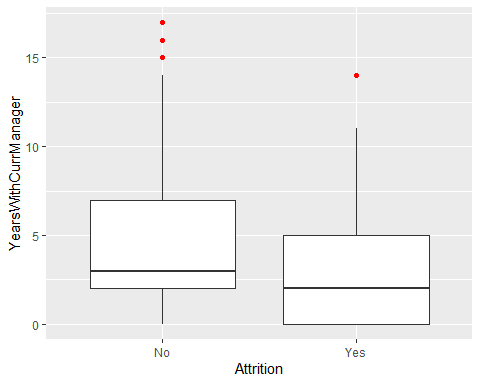 YearsWithCurrManager
15
10
5
0
No Yes
Attrition